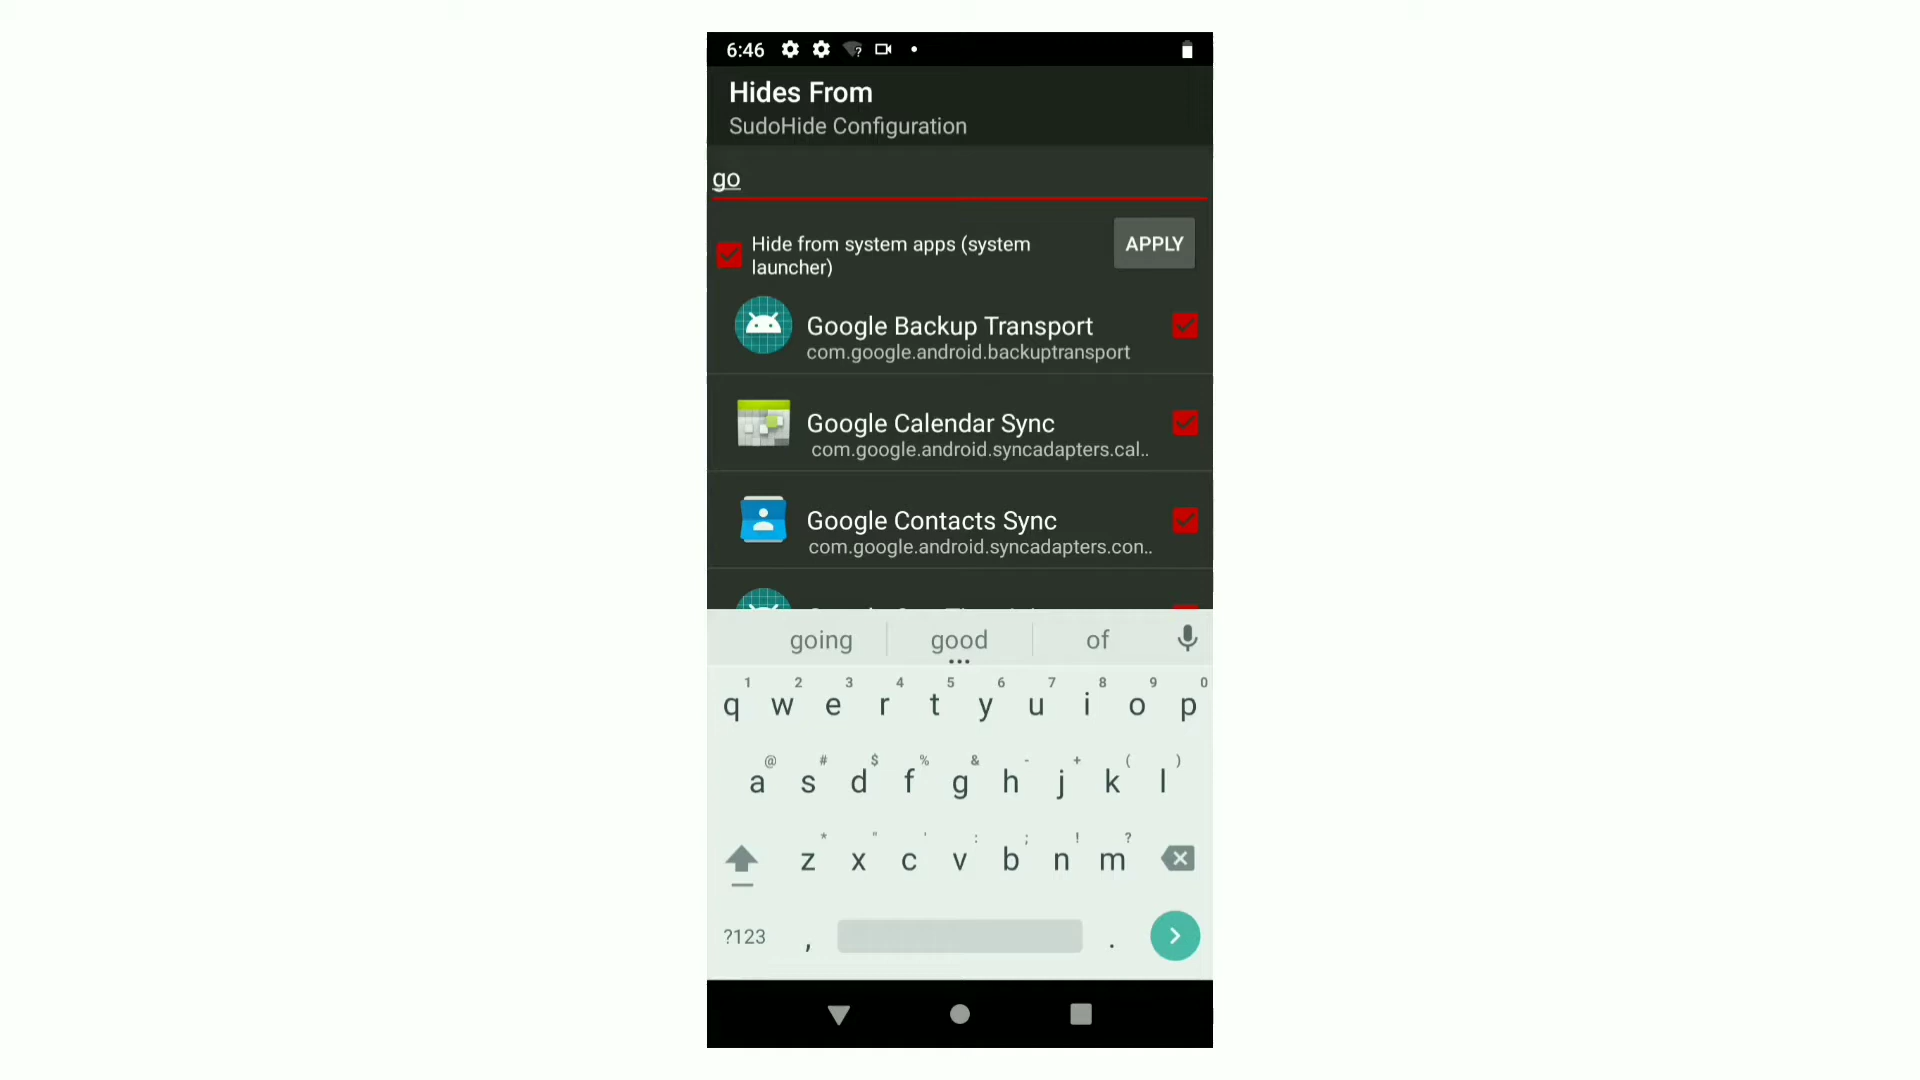 6:46
Hides From
SudoHide Configuration
go
Hide from system apps (system
launcher)
APPLY
Google Backup Transport
com.google.android.backuptransport
Google Calendar Sync
com.google.android.syncadapters.cal..
Google Contacts Sync
com.google.android.syncadapters.con..
going good of
1 2 3 4 5 6 7 8 9 0
q w e r t y u i o p
@ # $ % & - + ( )
a s d f g h j k l
* " ' : ; ! ?
z x c v b n m
?123 , .